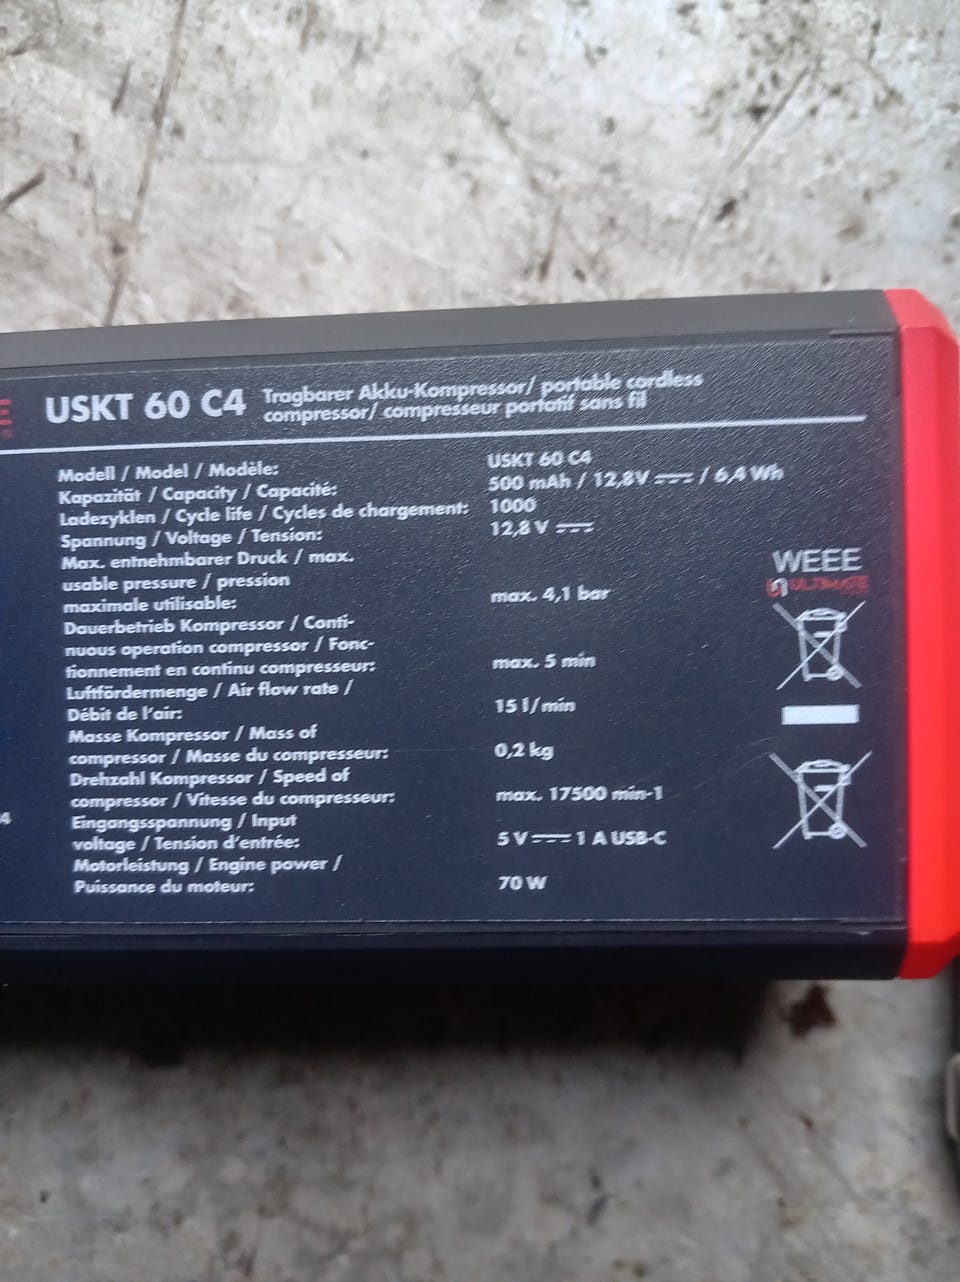 E
USKT 60 C4
Tragbarer Akku-Kompressor/ portable cordless
compressor/ compresseur portatif sans fil
Modell / Model / Modèle: USKT 60 C4
Kapazität / Capacity / Capacité: 500 mAh / 12,8V ⎓ / 6,4 Wh
Ladezyklen / Cycle life / Cycles de chargement: 1000
Spannung / Voltage / Tension: 12,8 V ⎓
Max. entnehmbarer Druck / max.
usable pressure / pression
maximale utilisable: max. 4,1 bar
Dauerbetrieb Kompressor / Conti-
nuous operation compressor / Fonc-
tionnement en continu compresseur: max. 5 min
Luftfördermenge / Air flow rate /
Débit de l'air: 15 l/min
Masse Kompressor / Mass of
compressor / Masse du compresseur: 0,2 kg
Drehzahl Kompressor / Speed of
compressor / Vitesse du compresseur: max. 17500 min-1
Eingangsspannung / Input
voltage / Tension d'entrée: 5 V ⎓ 1 A USB-C
Motorleistung / Engine power /
Puissance du moteur: 70 W
WEEE
ULTIMATE
04